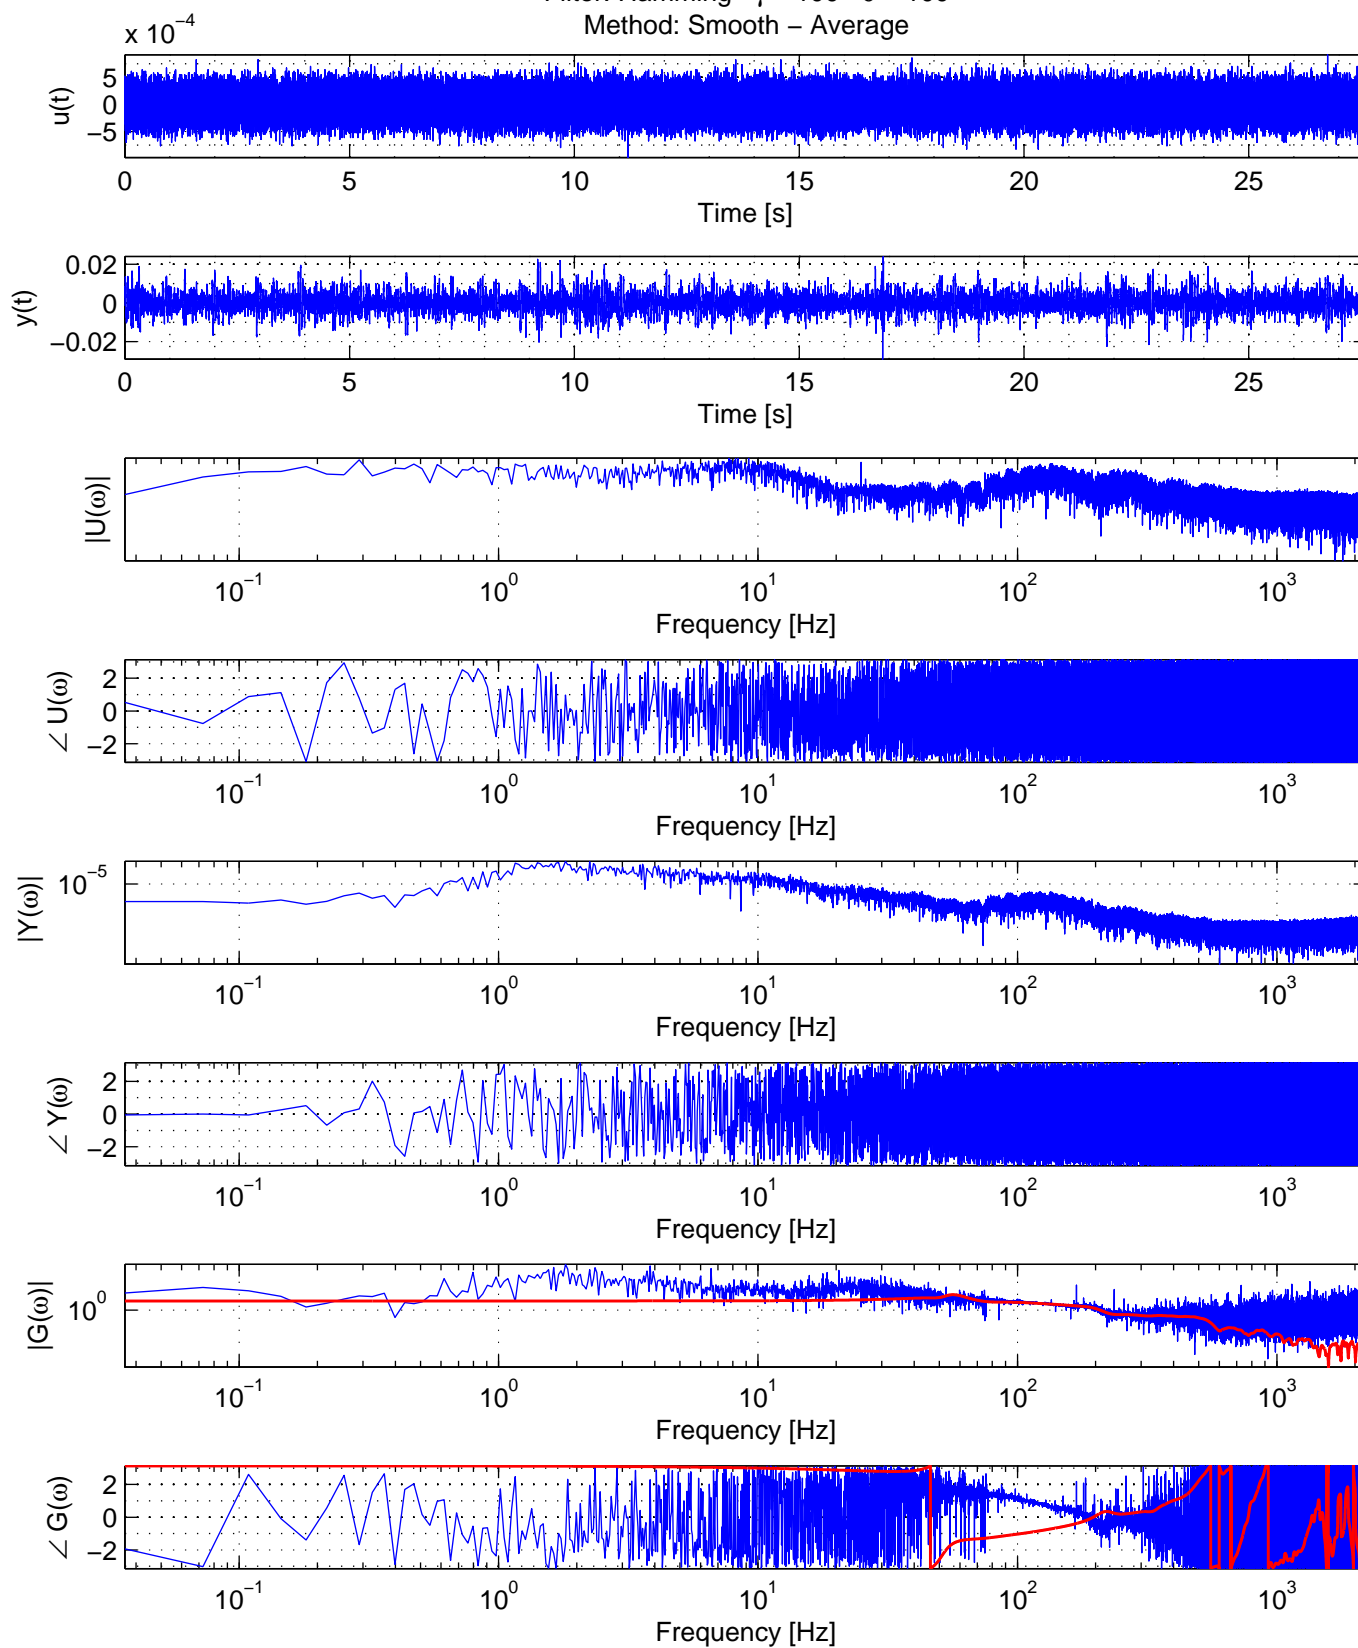 Method: Smooth – Average
x 10^−4
5
0
−5
u(t)
0 5 10 15 20 25
Time [s]
0.02
0
−0.02
y(t)
0 5 10 15 20 25
Time [s]
|U(ω)|
10^−1 10^0 10^1 10^2 10^3
Frequency [Hz]
2
0
−2
∠ U(ω)
10^−1 10^0 10^1 10^2 10^3
Frequency [Hz]
10^−5
|Y(ω)|
10^−1 10^0 10^1 10^2 10^3
Frequency [Hz]
2
0
−2
∠ Y(ω)
10^−1 10^0 10^1 10^2 10^3
Frequency [Hz]
10^0
|G(ω)|
10^−1 10^0 10^1 10^2 10^3
Frequency [Hz]
2
0
−2
∠ G(ω)
10^−1 10^0 10^1 10^2 10^3
Frequency [Hz]